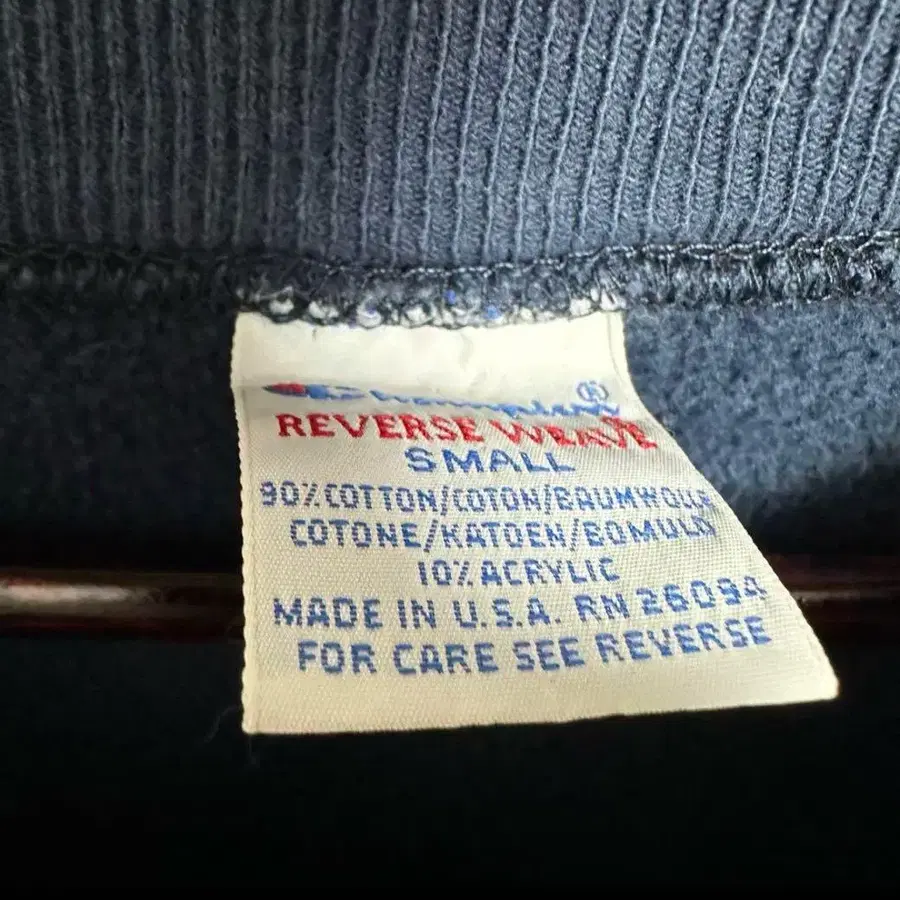 Champion®
REVERSE WEAVE
SMALL
90% COTTON/COTON/BAUMWOLLE
COTONE/KATOEN/BOMULD
10% ACRYLIC
MADE IN U.S.A. RN 26094
FOR CARE SEE REVERSE